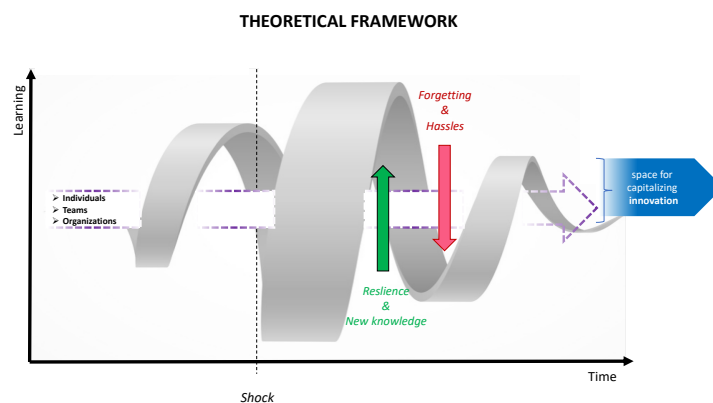 THEORETICAL FRAMEWORK
Learning
Forgetting
&
Hassles
➢ Individuals
➢ Teams
➢ Organizations
space for
capitalizing
innovation
Reslience
&
New knowledge
Time
Shock